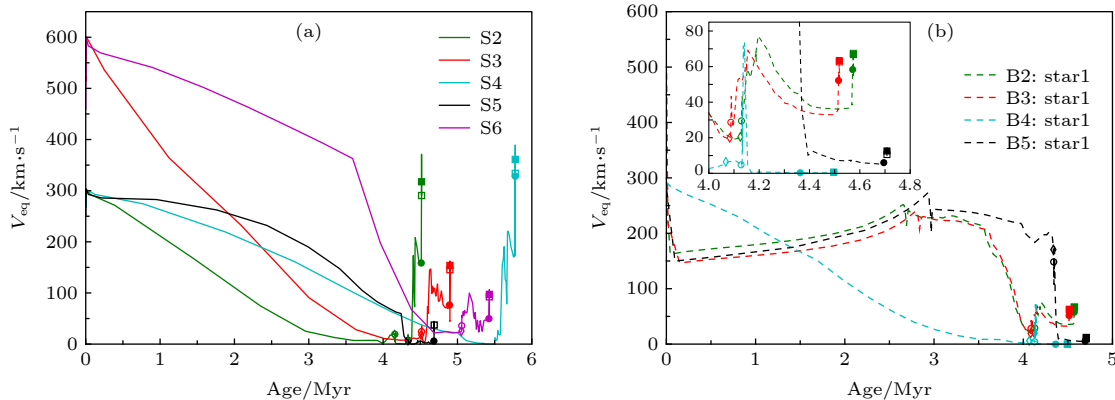 (a)
S2
S3
S4
S5
S6
600
500
400
300
200
100
0
0 1 2 3 4 5 6
Age/Myr
Veq/km·s−1
(b)
B2: star1
B3: star1
B4: star1
B5: star1
600
500
400
300
200
100
0
0 1 2 3 4 5
Age/Myr
Veq/km·s−1
80
60
40
20
0
4.0 4.2 4.4 4.6 4.8